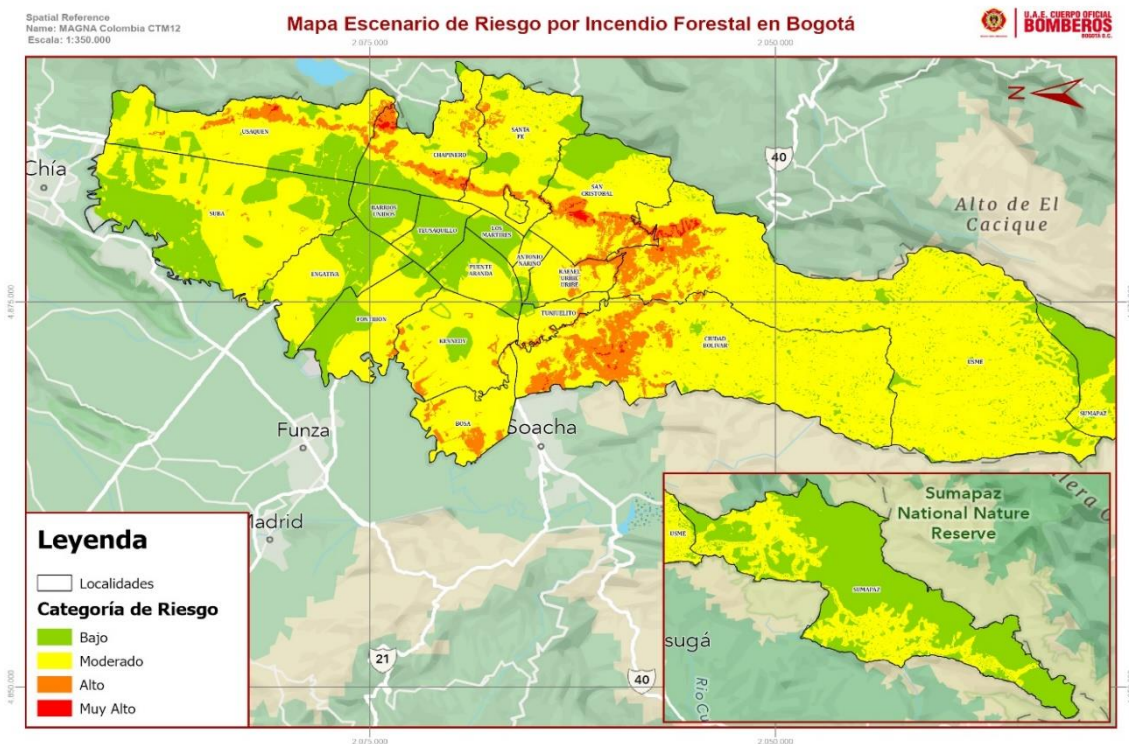 Spatial Reference
Name: MAGNA Colombia CTM12
Escala: 1:350.000
Mapa Escenario de Riesgo por Incendio Forestal en Bogotá
U.A.E. CUERPO OFICIAL
BOMBEROS
BOGOTÁ D.C.
2.075.000
2.050.000
N
40
Chía
USAQUEN
CHAPINERO
SANTA
FE
SAN
CRISTOBAL
Alto de El
Cacique
SUBA
BARRIOS
UNIDOS
TEUSAQUILLO
LOS
MARTIRES
ANTONIO
NARIÑO
PUENTE
ARANDA
RAFAEL
URIBE
URIBE
ENGATIVA
4.875.000
FONTIBON
TUNJUELITO
KENNEDY
CIUDAD
BOLIVAR
USME
SUMAPAZ
BOSA
Funza
Soacha
Madrid
Sumapaz
National Nature
Reserve
USME
SUMAPAZ
sugá
Leyenda
Localidades
Categoría de Riesgo
Bajo
Moderado
Alto
Muy Alto
21
40
4.850.000
2.075.000
2.050.000